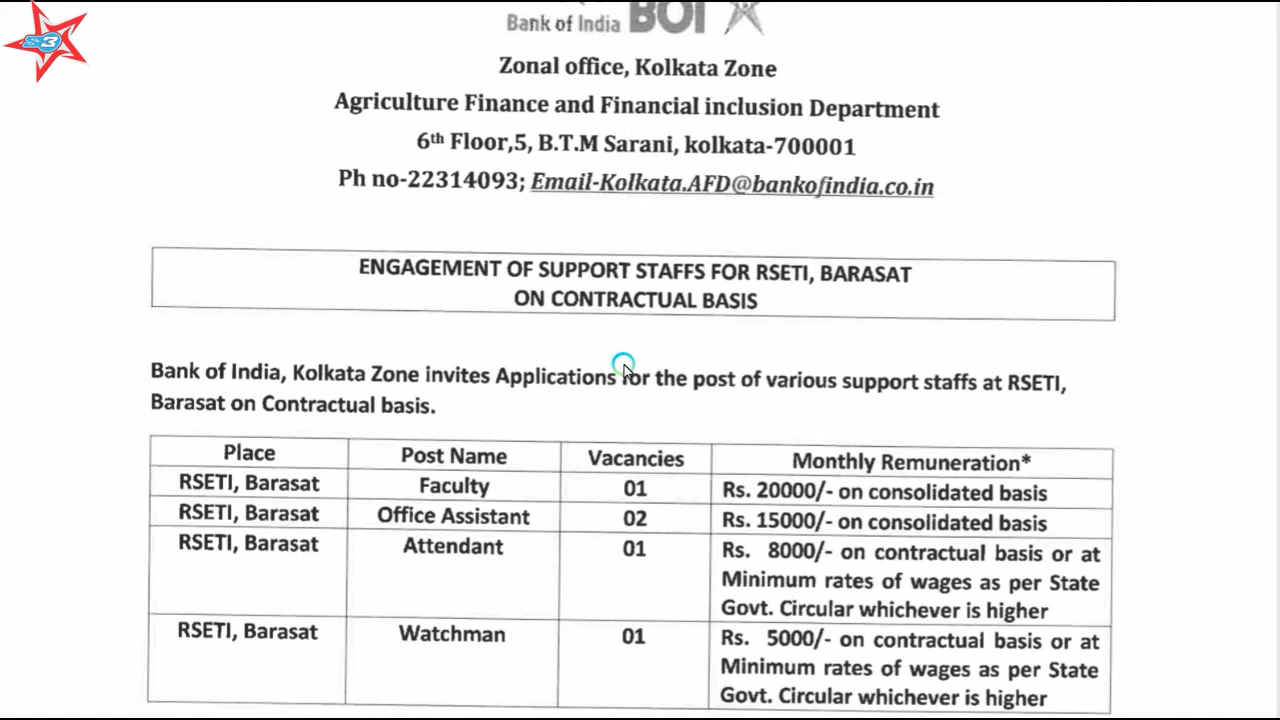 S3
Bank of India BOI
Zonal office, Kolkata Zone
Agriculture Finance and Financial inclusion Department
6th Floor,5, B.T.M Sarani, kolkata-700001
Ph no-22314093; Email-Kolkata.AFD@bankofindia.co.in
ENGAGEMENT OF SUPPORT STAFFS FOR RSETI, BARASAT
ON CONTRACTUAL BASIS
Bank of India, Kolkata Zone invites Applications for the post of various support staffs at RSETI,
Barasat on Contractual basis.
Place Post Name Vacancies Monthly Remuneration*
RSETI, Barasat Faculty 01 Rs. 20000/- on consolidated basis
RSETI, Barasat Office Assistant 02 Rs. 15000/- on consolidated basis
RSETI, Barasat Attendant 01 Rs. 8000/- on contractual basis or at
Minimum rates of wages as per State
Govt. Circular whichever is higher
RSETI, Barasat Watchman 01 Rs. 5000/- on contractual basis or at
Minimum rates of wages as per State
Govt. Circular whichever is higher